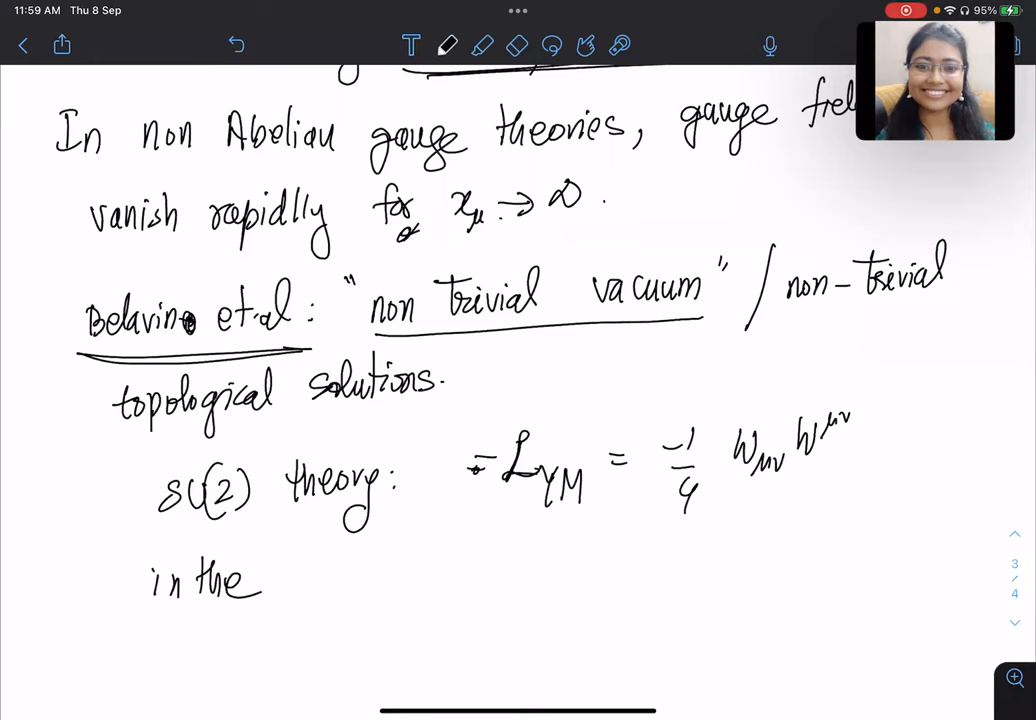 11:59 AM Thu 8 Sep
95%
In non Abelian gauge theories, gauge
vanish rapidly for xμ → ∞.
Belavin et.al : "non trivial vacuum" / non-trivial
topological solutions.
SU(2) theory: - ℒ_YM = -1/4 W_μν W^μν
in the
3
/
4